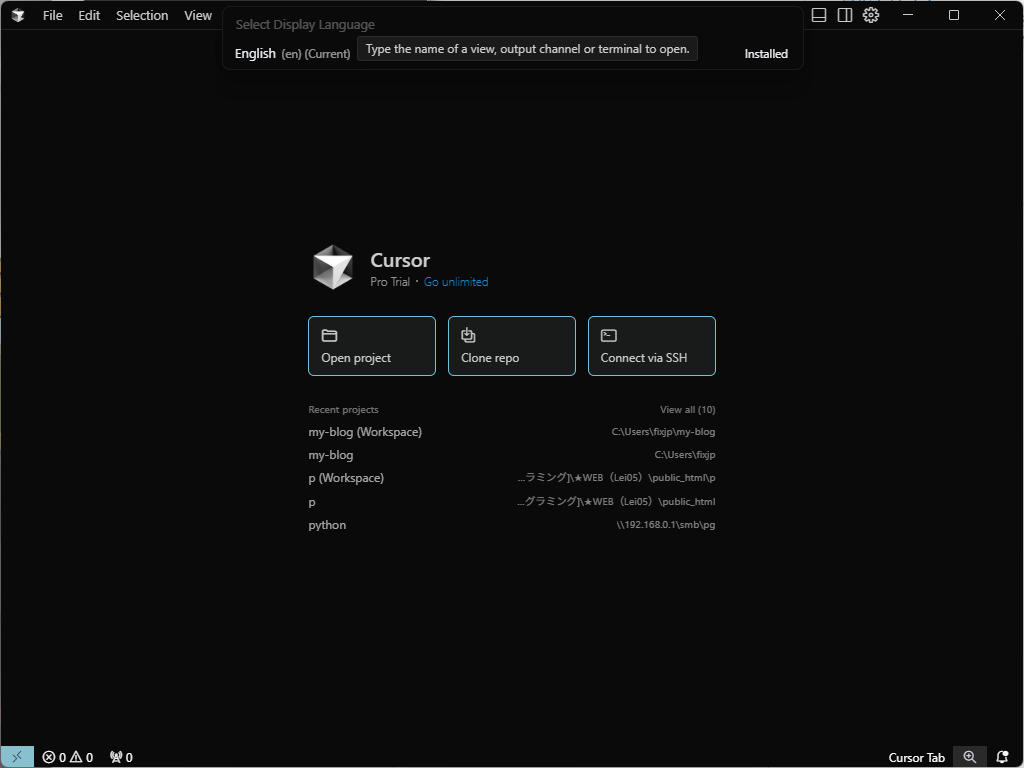 File Edit Selection View
Select Display Language
English (en) (Current) Installed
Type the name of a view, output channel or terminal to open.
Cursor
Pro Trial · Go unlimited
Open project Clone repo Connect via SSH
Recent projects View all (10)
my-blog (Workspace) C:\Users\fixjp\my-blog
my-blog C:\Users\fixjp
p (Workspace) ...ラミング]\★WEB（Lei05）\public_html\p
p ...グラミング]\★WEB（Lei05）\public_html
python \\192.168.0.1\smb\pg
0 0 0 Cursor Tab